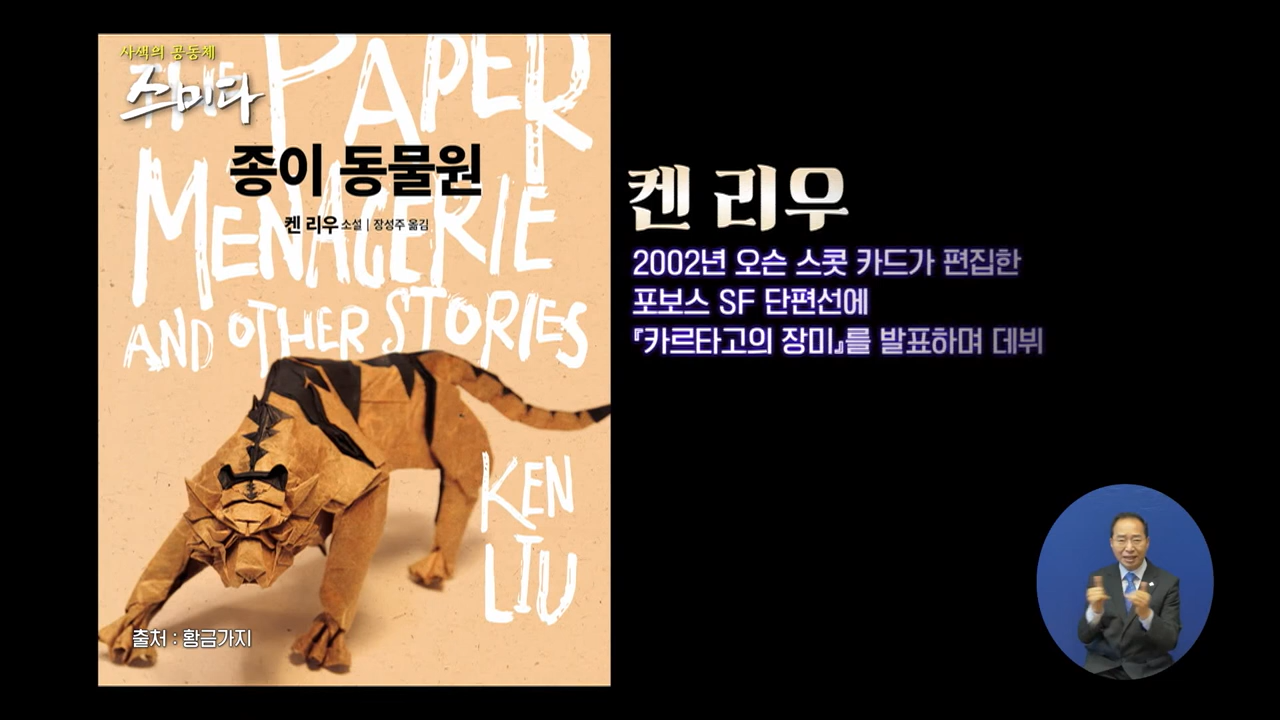 사색의 공동체
주미다
THE PAPER
MENAGERIE
AND OTHER STORIES
종이 동물원
켄 리우 소설 | 장성주 옮김
KEN
LIU
출처 : 황금가지
켄 리우
2002년 오슨 스콧 카드가 편집한
포보스 SF 단편선에
『카르타고의 장미』를 발표하며 데뷔